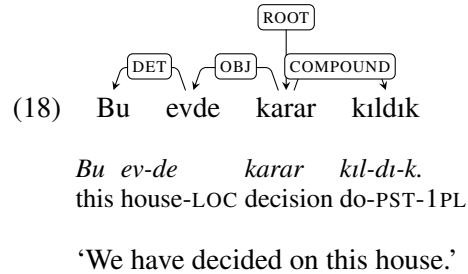 ROOT
DET OBJ COMPOUND
(18) Bu evde karar kıldık
Bu ev-de karar kıl-dı-k.
this house-LOC decision do-PST-1PL
‘We have decided on this house.’